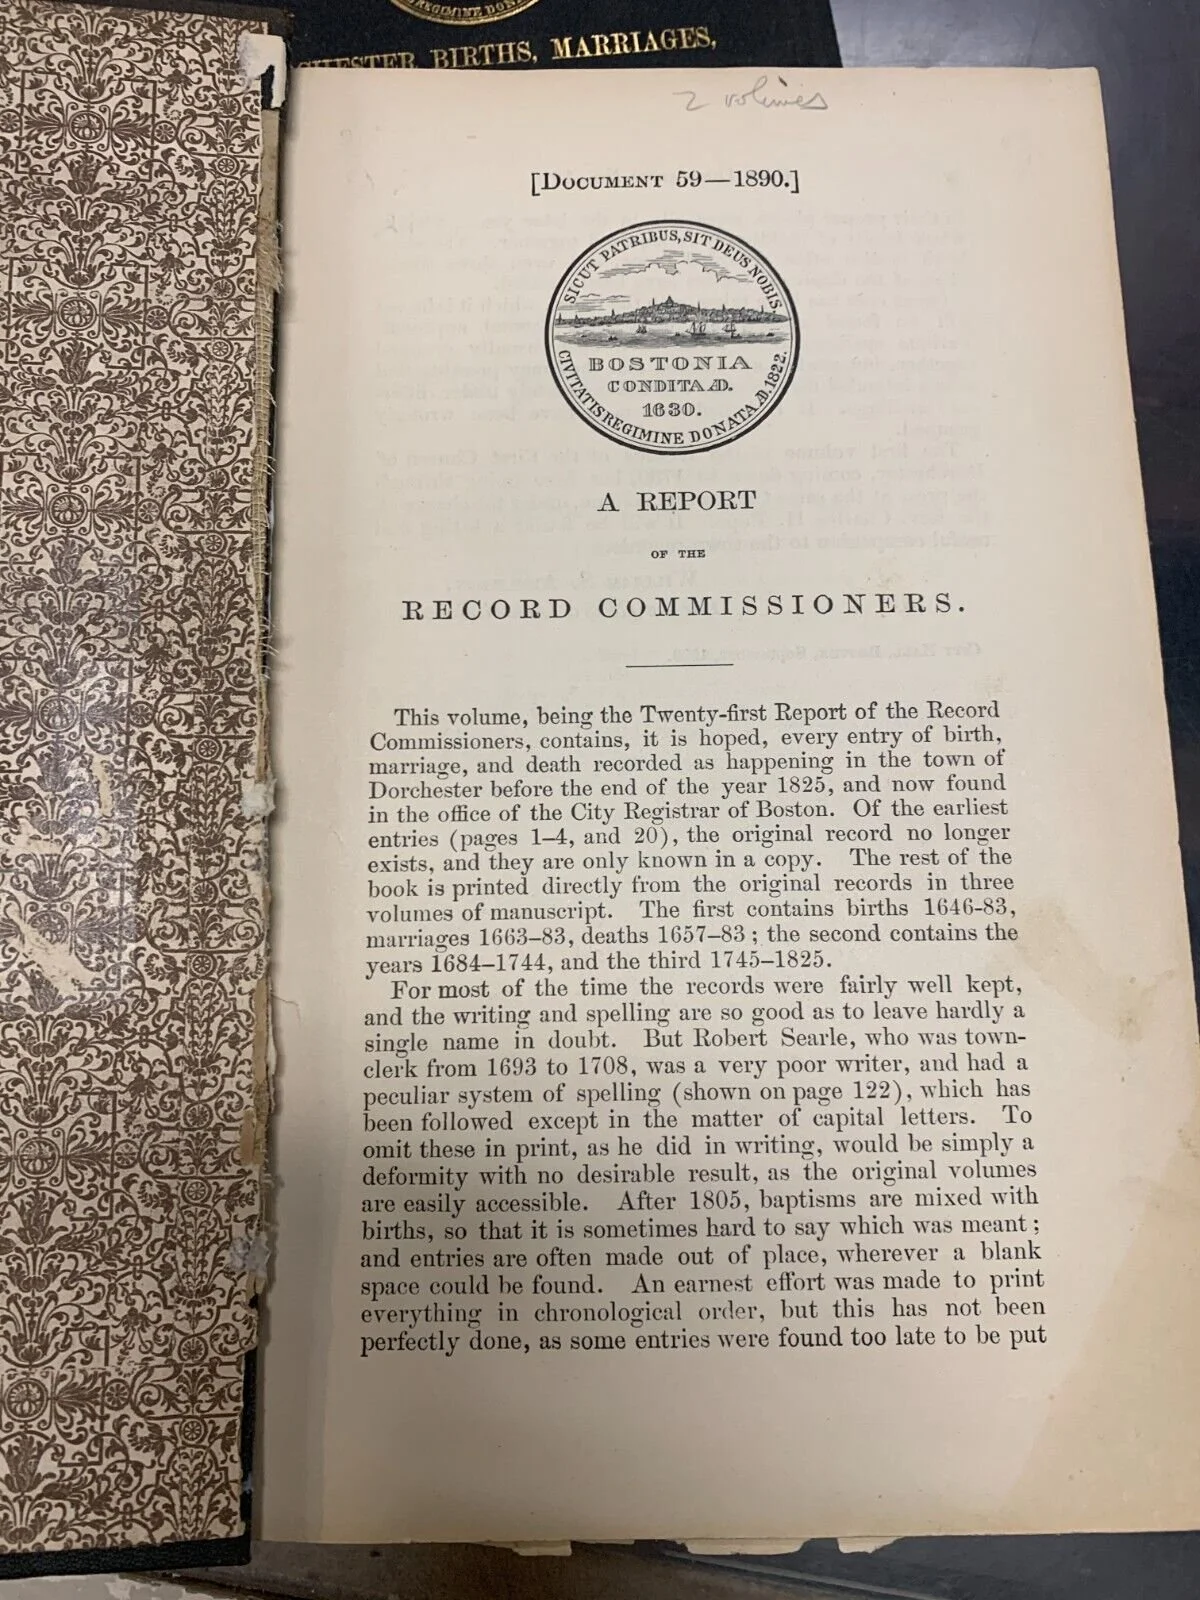 REGIMINE DON
CHESTER BIRTHS, MARRIAGES,
2 volumes
[DOCUMENT 59—1890.]
SICUT PATRIBUS, SIT DEUS NOBIS
BOSTONIA
CONDITA AD.
1630.
CIVITATIS REGIMINE DONATA AD. 1822.
A REPORT
OF THE
RECORD COMMISSIONERS.
This volume, being the Twenty-first Report of the Record
Commissioners, contains, it is hoped, every entry of birth,
marriage, and death recorded as happening in the town of
Dorchester before the end of the year 1825, and now found
in the office of the City Registrar of Boston. Of the earliest
entries (pages 1–4, and 20), the original record no longer
exists, and they are only known in a copy. The rest of the
book is printed directly from the original records in three
volumes of manuscript. The first contains births 1646-83,
marriages 1663–83, deaths 1657–83; the second contains the
years 1684–1744, and the third 1745–1825.
For most of the time the records were fairly well kept,
and the writing and spelling are so good as to leave hardly a
single name in doubt. But Robert Searle, who was town-
clerk from 1693 to 1708, was a very poor writer, and had a
peculiar system of spelling (shown on page 122), which has
been followed except in the matter of capital letters. To
omit these in print, as he did in writing, would be simply a
deformity with no desirable result, as the original volumes
are easily accessible. After 1805, baptisms are mixed with
births, so that it is sometimes hard to say which was meant;
and entries are often made out of place, wherever a blank
space could be found. An earnest effort was made to print
everything in chronological order, but this has not been
perfectly done, as some entries were found too late to be put